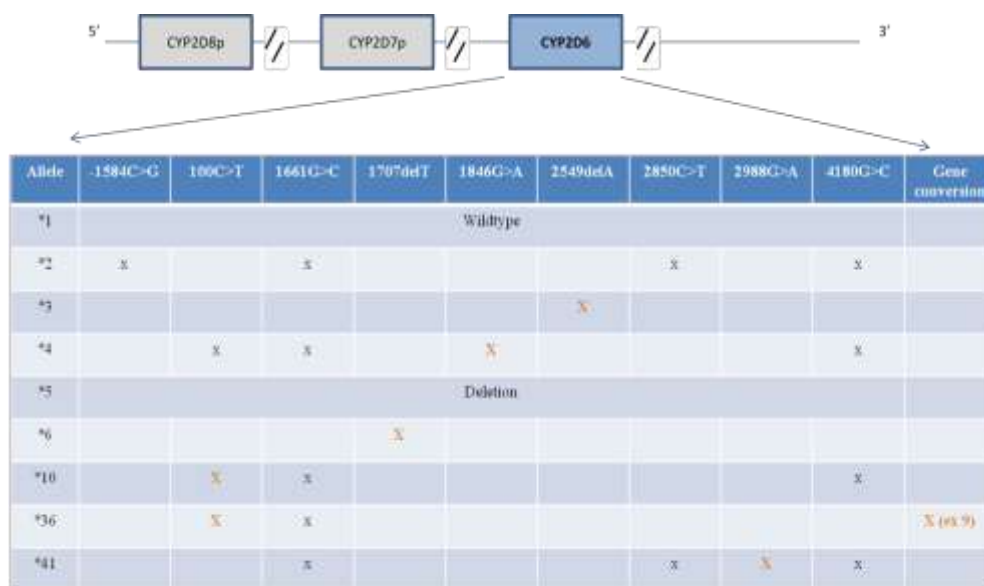 5’ CYP2D8p CYP2D7p CYP2D6 3’
Allele -1584C>G 100C>T 1661G>C 1707delT 1846G>A 2549delA 2850C>T 2988G>A 4180G>C Gene conversion
*1 Wildtype
*2 x x x x
*3 X
*4 x x X x
*5 Deletion
*6 X
*10 X x x
*36 X x X (ex 9)
*41 x x X x